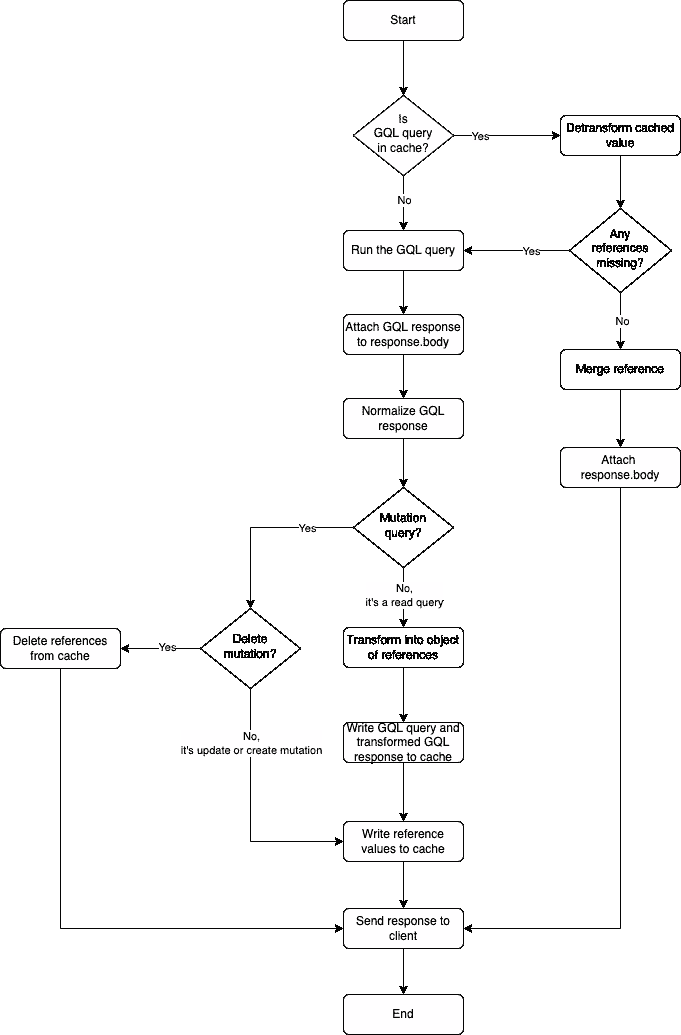 Start
Is
GQL query
in cache?
Yes
Detransform cached
value
No
Any
references
missing?
Yes
Run the GQL query
No
Attach GQL response
to response.body
Merge reference
Normalize GQL
response
Attach
response.body
Mutation
query?
Yes
No,
it's a read query
Delete references
from cache
Yes
Delete
mutation?
Transform into object
of references
No,
it's update or create mutation
Write GQL query and
transformed GQL
response to cache
Write reference
values to cache
Send response to
client
End